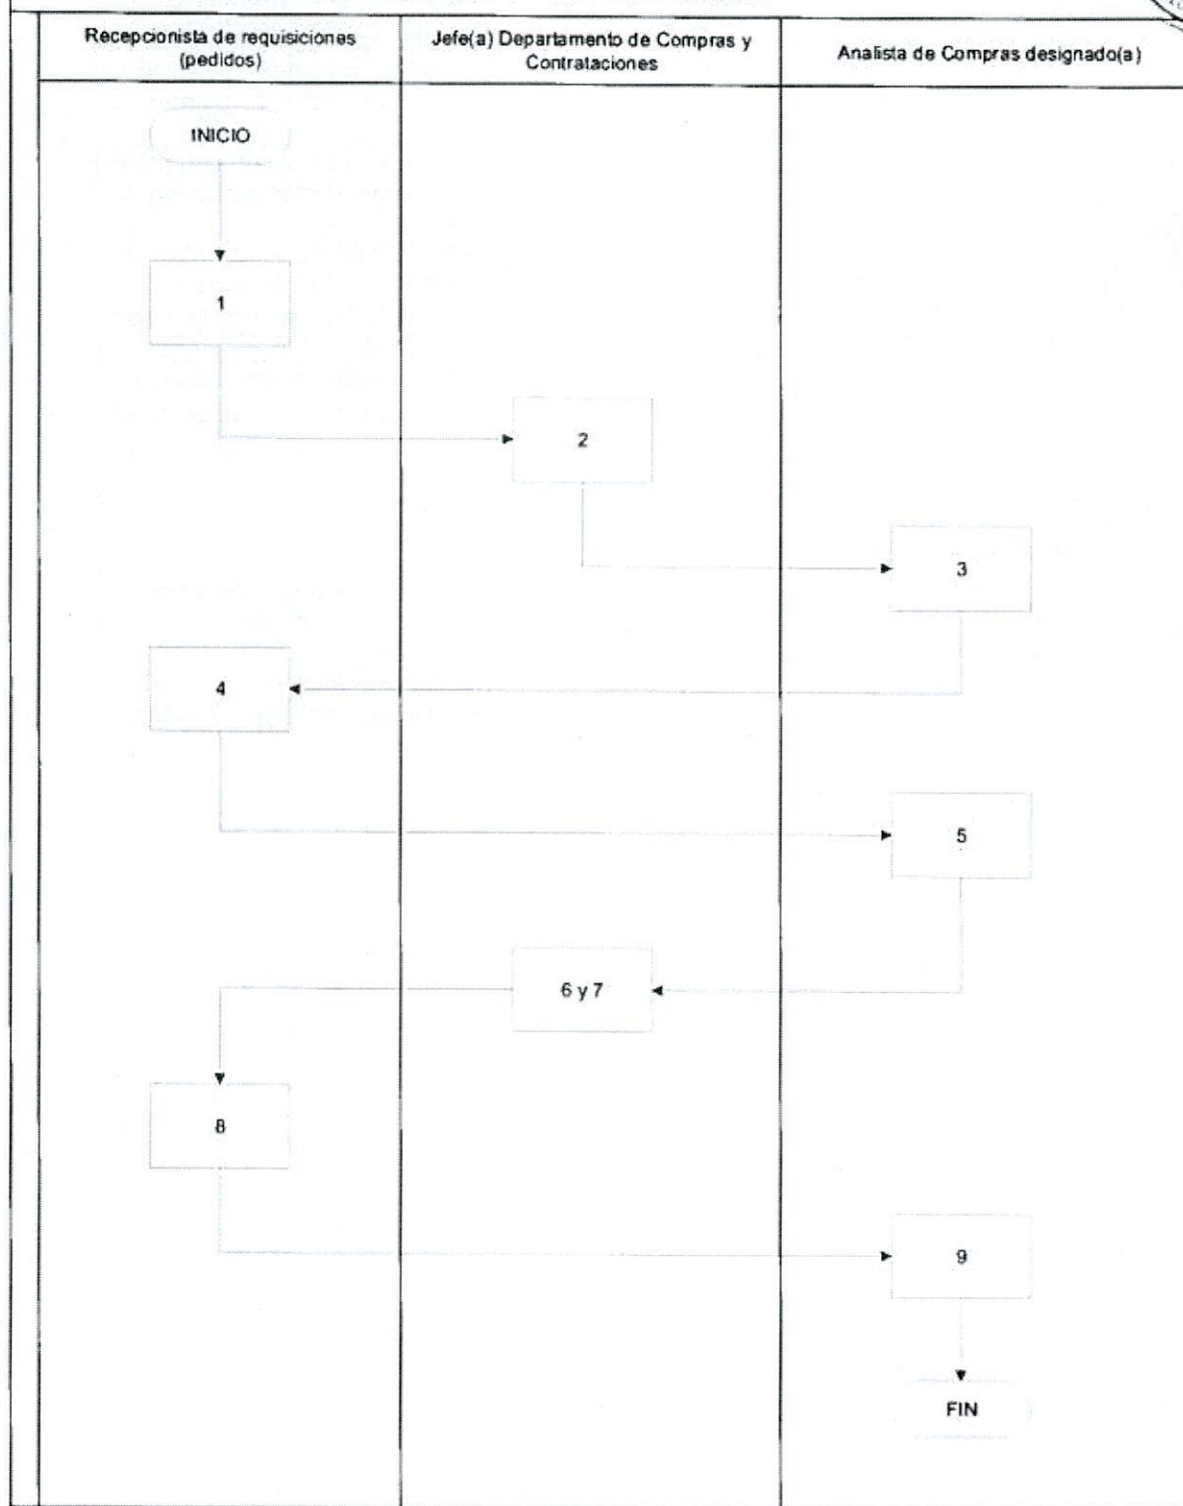 Recepcionista de requisiciones
(pedidos)
Jefe(a) Departamento de Compras y
Contrataciones
Analista de Compras designado(a)
INICIO
1
2
3
4
5
6 y 7
8
9
FIN